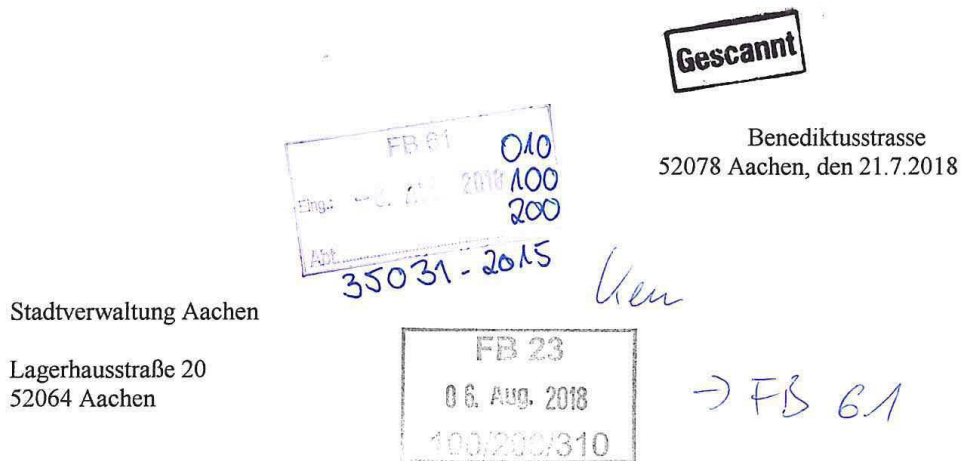 Gescannt
Benediktusstrasse
52078 Aachen, den 21.7.2018
FB 61
010
Eing.: 2018 100
200
Abt.
35031-2015
Stadtverwaltung Aachen
Lagerhausstraße 20
52064 Aachen
FB 23
06. Aug. 2018
100/200/310
→ FB 61